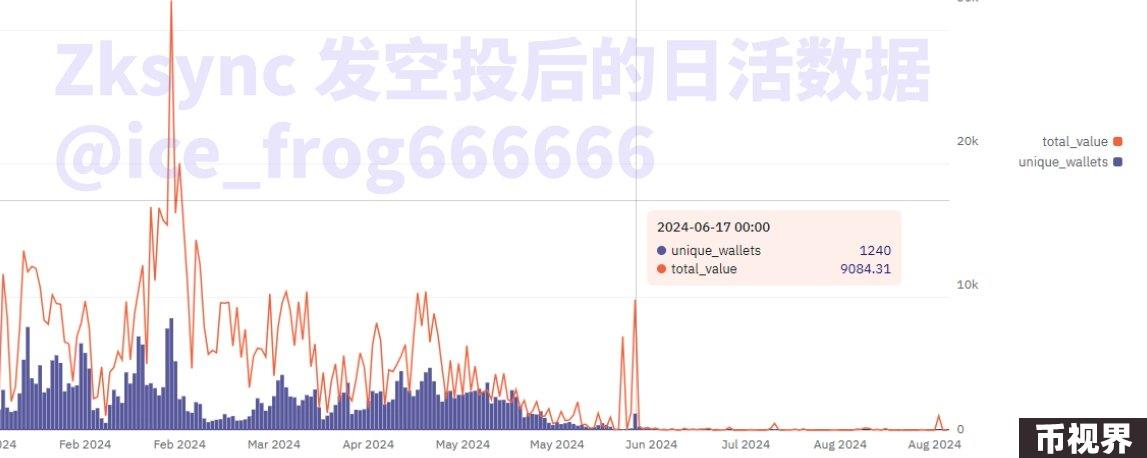 Zksync 发空投后的日活数据
@ice_frog666666
20k
10k
0
total_value
unique_wallets
2024-06-17 00:00
unique_wallets 1240
total_value 9084.31
024 Feb 2024 Feb 2024 Mar 2024 Apr 2024 May 2024 May 2024 Jun 2024 Jul 2024 Aug 2024 Aug 2024
币视界